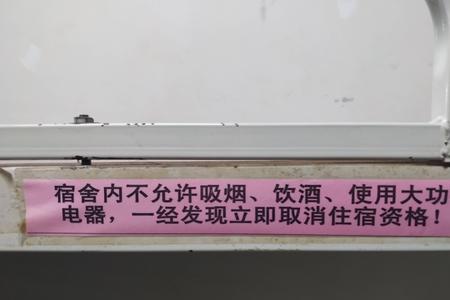 宿舍内不允许吸烟、饮酒、使用大功
电器，一经发现立即取消住宿资格！